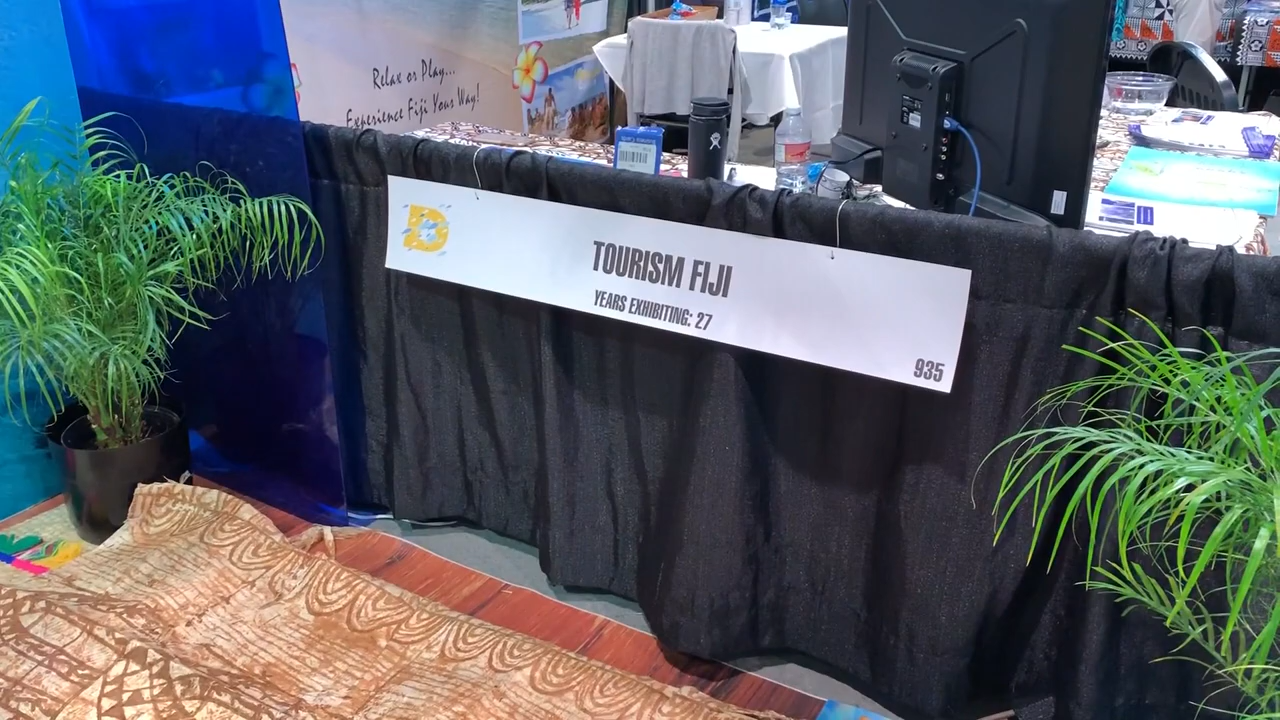 Relax or Play...
Experience Fiji Your Way!
D
TOURISM FIJI
YEARS EXHIBITING: 27
935